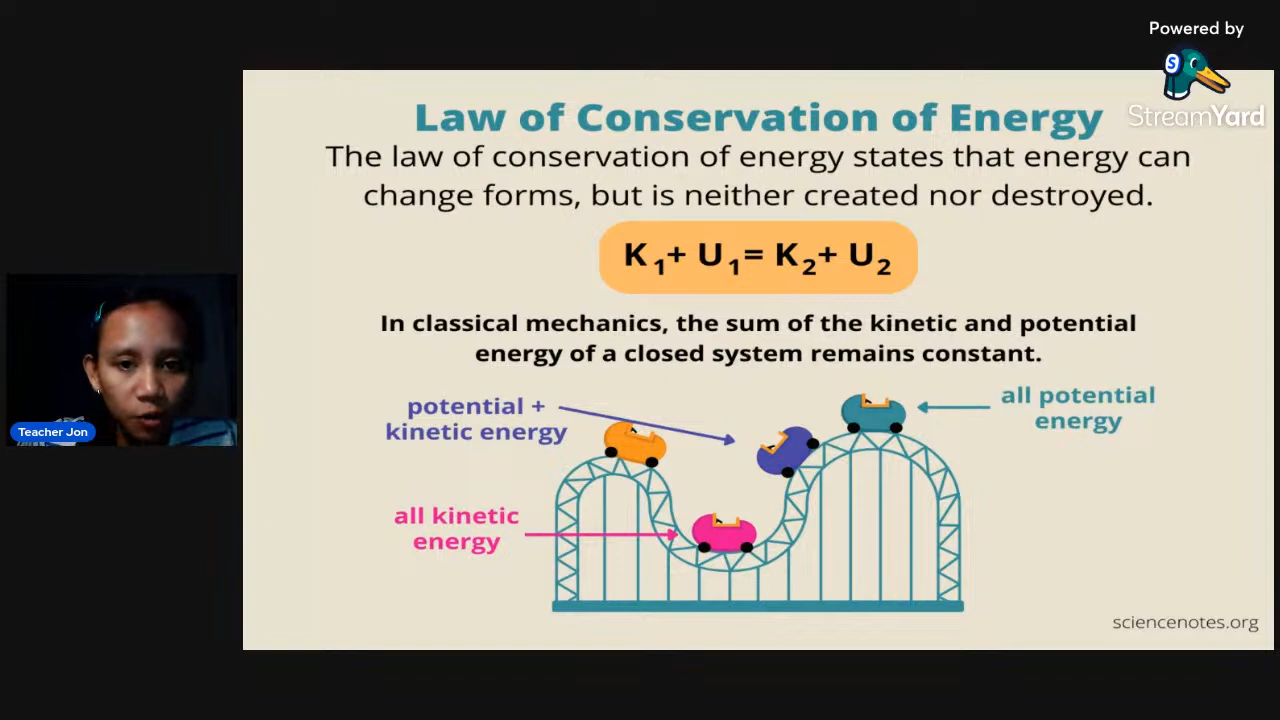 Powered by
StreamYard
Law of Conservation of Energy
The law of conservation of energy states that energy can
change forms, but is neither created nor destroyed.
K1+ U1= K2+ U2
In classical mechanics, the sum of the kinetic and potential
energy of a closed system remains constant.
potential +
kinetic energy
all potential
energy
all kinetic
energy
Teacher Jon
sciencenotes.org